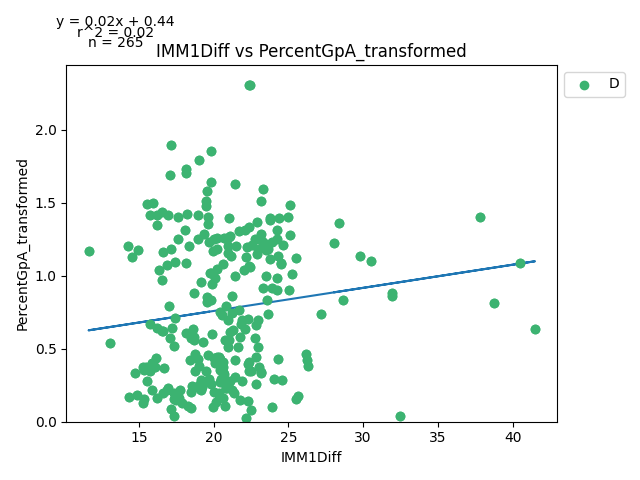 y = 0.02x + 0.44
r^2 = 0.02
n = 265
IMM1Diff vs PercentGpA_transformed
D
PercentGpA_transformed
2.0
1.5
1.0
0.5
0.0
15 20 25 30 35 40
IMM1Diff